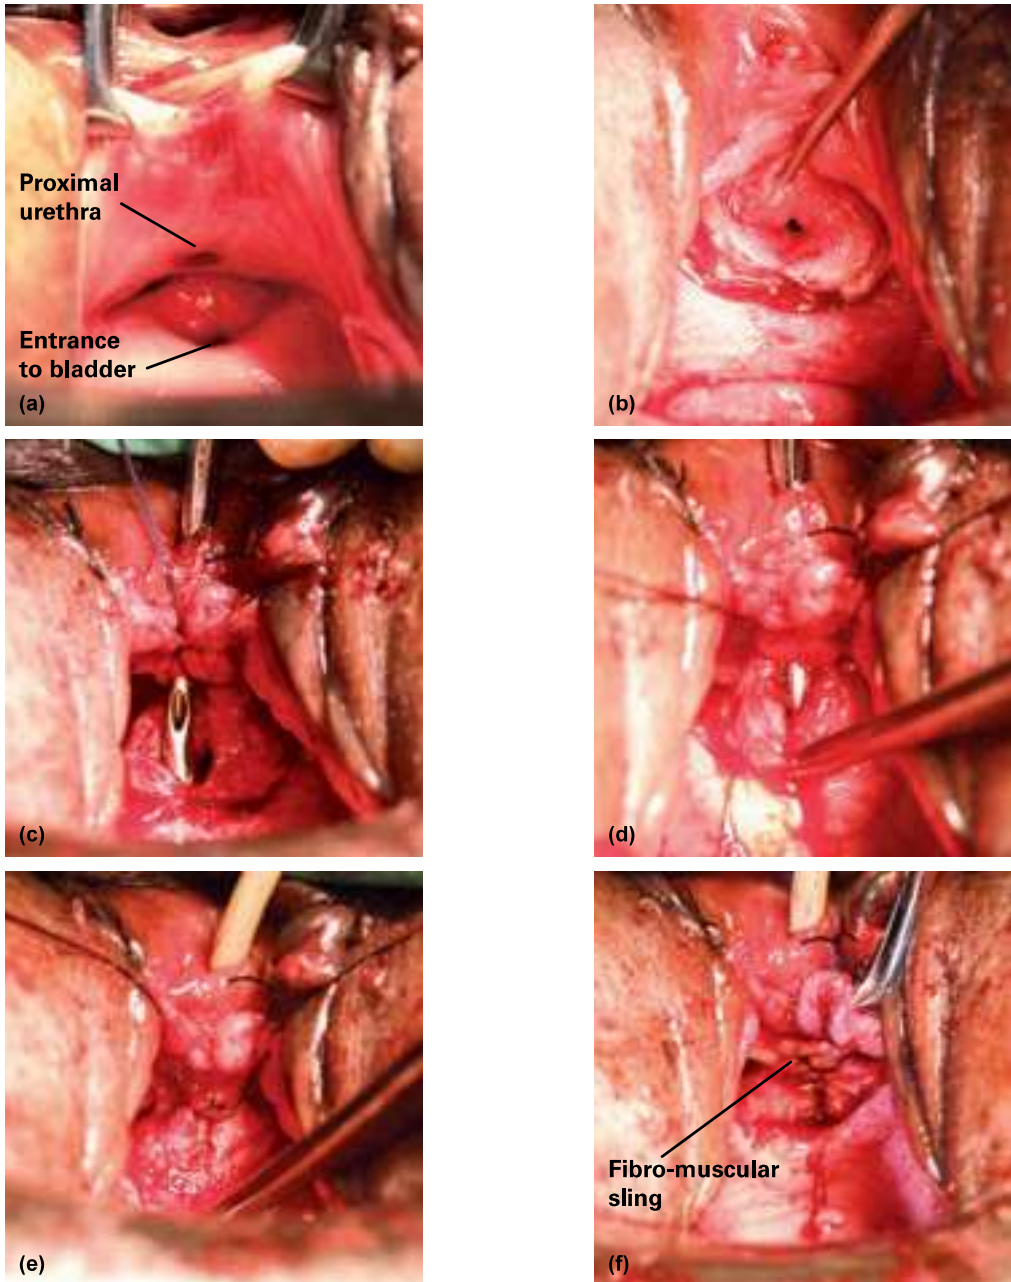 Proximal
urethra
Entrance
to bladder
(a)
(b)
(c)
(d)
(e)
Fibro-muscular
sling
(f)